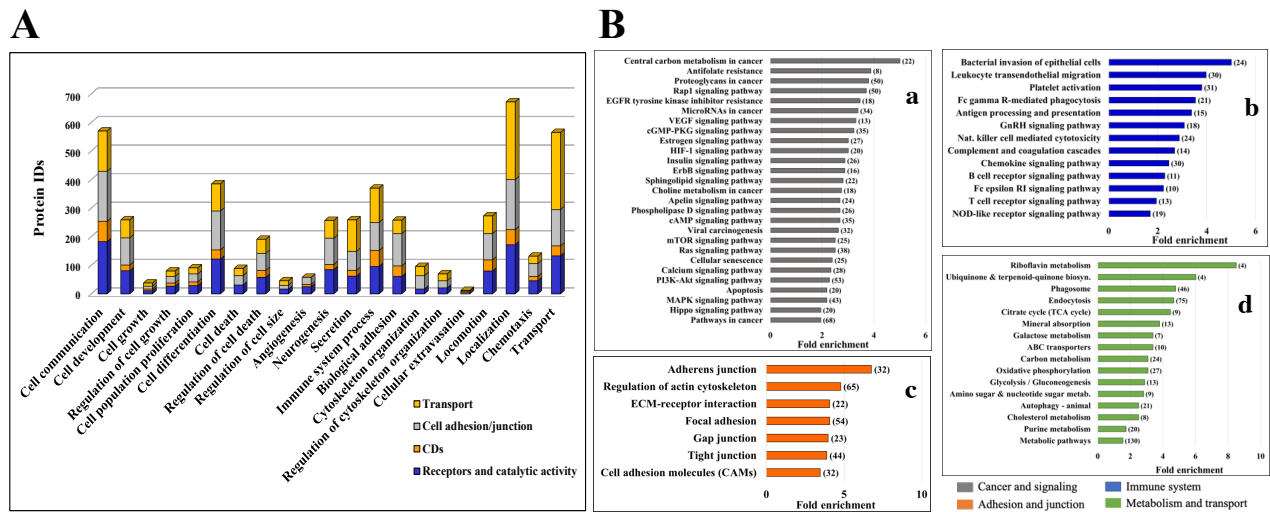 A
B
Protein IDs
700
600
500
400
300
200
100
0
Cell communication
Cell development
Cell growth
Regulation of cell growth
Cell population proliferation
Cell differentiation
Cell death
Regulation of cell death
Regulation of cell size
Angiogenesis
Neurogenesis
Secretion
Immune system process
Biological adhesion
Cytoskeleton organization
Regulation of cytoskeleton organization
Cellular extravasation
Locomotion
Localization
Chemotaxis
Transport
Transport
Cell adhesion/junction
CDs
Receptors and catalytic activity
a
Central carbon metabolism in cancer (22)
Antifolate resistance (8)
Proteoglycans in cancer (50)
Rap1 signaling pathway (50)
EGFR tyrosine kinase inhibitor resistance (18)
MicroRNAs in cancer (34)
VEGF signaling pathway (13)
cGMP-PKG signaling pathway (35)
Estrogen signaling pathway (27)
HIF-1 signaling pathway (20)
Insulin signaling pathway (26)
ErbB signaling pathway (16)
Sphingolipid signaling pathway (22)
Choline metabolism in cancer (18)
Apelin signaling pathway (24)
Phospholipase D signaling pathway (26)
cAMP signaling pathway (35)
Viral carcinogenesis (32)
mTOR signaling pathway (25)
Ras signaling pathway (38)
Cellular senescence (25)
Calcium signaling pathway (28)
PI3K-Akt signaling pathway (53)
Apoptosis (20)
MAPK signaling pathway (43)
Hippo signaling pathway (20)
Pathways in cancer (68)
0 2 4 6
Fold enrichment
b
Bacterial invasion of epithelial cells (24)
Leukocyte transendothelial migration (30)
Platelet activation (31)
Fc gamma R-mediated phagocytosis (21)
Antigen processing and presentation (15)
GnRH signaling pathway (18)
Nat. killer cell mediated cytotoxicity (24)
Complement and coagulation cascades (14)
Chemokine signaling pathway (30)
B cell receptor signaling pathway (11)
Fc epsilon RI signaling pathway (10)
T cell receptor signaling pathway (13)
NOD-like receptor signaling pathway (19)
0 2 4 6
Fold enrichment
c
Adherens junction (32)
Regulation of actin cytoskeleton (65)
ECM-receptor interaction (22)
Focal adhesion (54)
Gap junction (23)
Tight junction (44)
Cell adhesion molecules (CAMs) (32)
0 5 10
Fold enrichment
d
Riboflavin metabolism (4)
Ubiquinone & terpenoid-quinone biosyn. (4)
Phagosome (46)
Endocytosis (75)
Citrate cycle (TCA cycle) (9)
Mineral absorption (13)
Galactose metabolism (7)
ABC transporters (10)
Carbon metabolism (24)
Oxidative phosphorylation (27)
Glycolysis / Gluconeogenesis (13)
Amino sugar & nucleotide sugar metab. (9)
Autophagy - animal (21)
Cholesterol metabolism (8)
Purine metabolism (20)
Metabolic pathways (130)
0 2 4 6 8 10
Fold enrichment
Cancer and signaling
Immune system
Adhesion and junction
Metabolism and transport